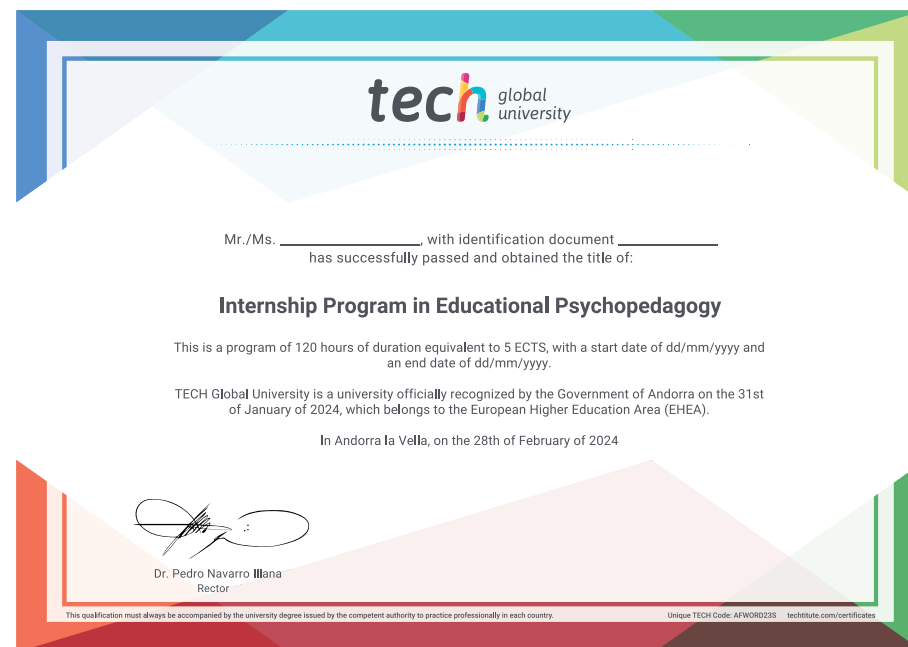 tech global university
Mr./Ms. ____________________, with identification document ______________
has successfully passed and obtained the title of:
Internship Program in Educational Psychopedagogy
This is a program of 120 hours of duration equivalent to 5 ECTS, with a start date of dd/mm/yyyy and
an end date of dd/mm/yyyy.
TECH Global University is a university officially recognized by the Government of Andorra on the 31st
of January of 2024, which belongs to the European Higher Education Area (EHEA).
In Andorra la Vella, on the 28th of February of 2024
Dr. Pedro Navarro Illana
Rector
This qualification must always be accompanied by the university degree issued by the competent authority to practice professionally in each country.
Unique TECH Code: AFWORD23S techtitute.com/certificates